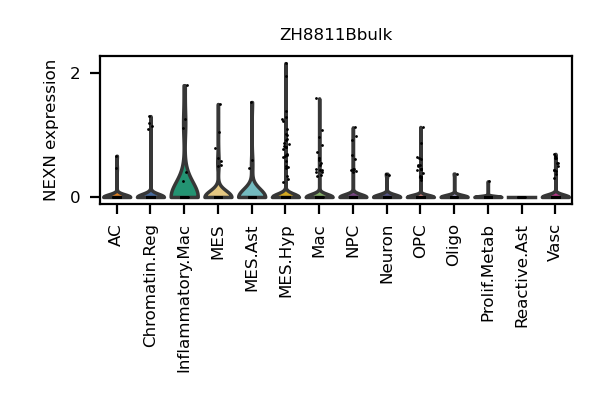 ZH8811Bbulk
NEXN expression
2
0
AC
Chromatin.Reg
Inflammatory.Mac
MES
MES.Ast
MES.Hyp
Mac
NPC
Neuron
OPC
Oligo
Prolif.Metab
Reactive.Ast
Vasc